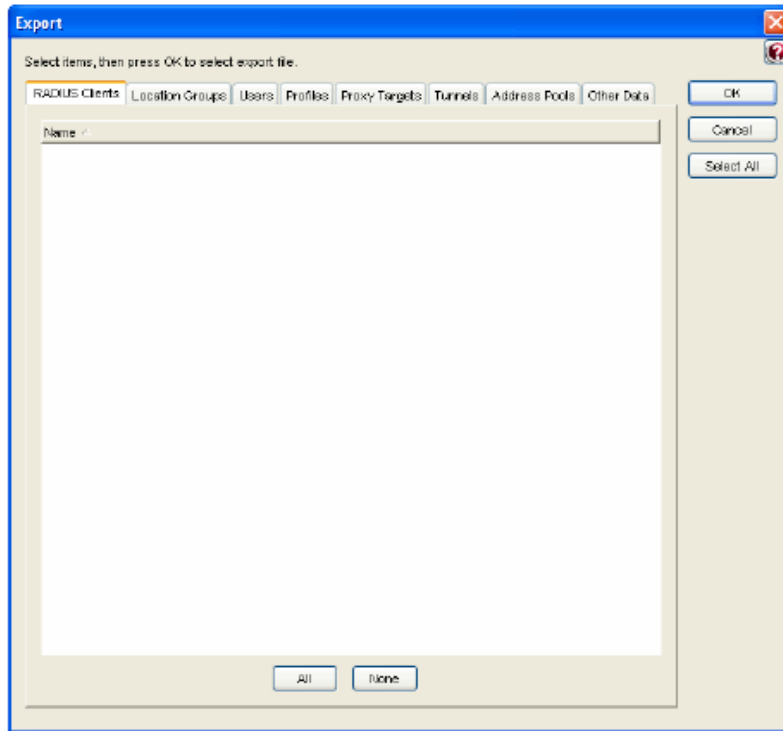 Export
Select items, then press OK to select export file.
RADIUS Clients Location Groups Users Profiles Proxy Targets Tunnels Address Pools Other Data
OK
Cancel
Select All
Name
All None